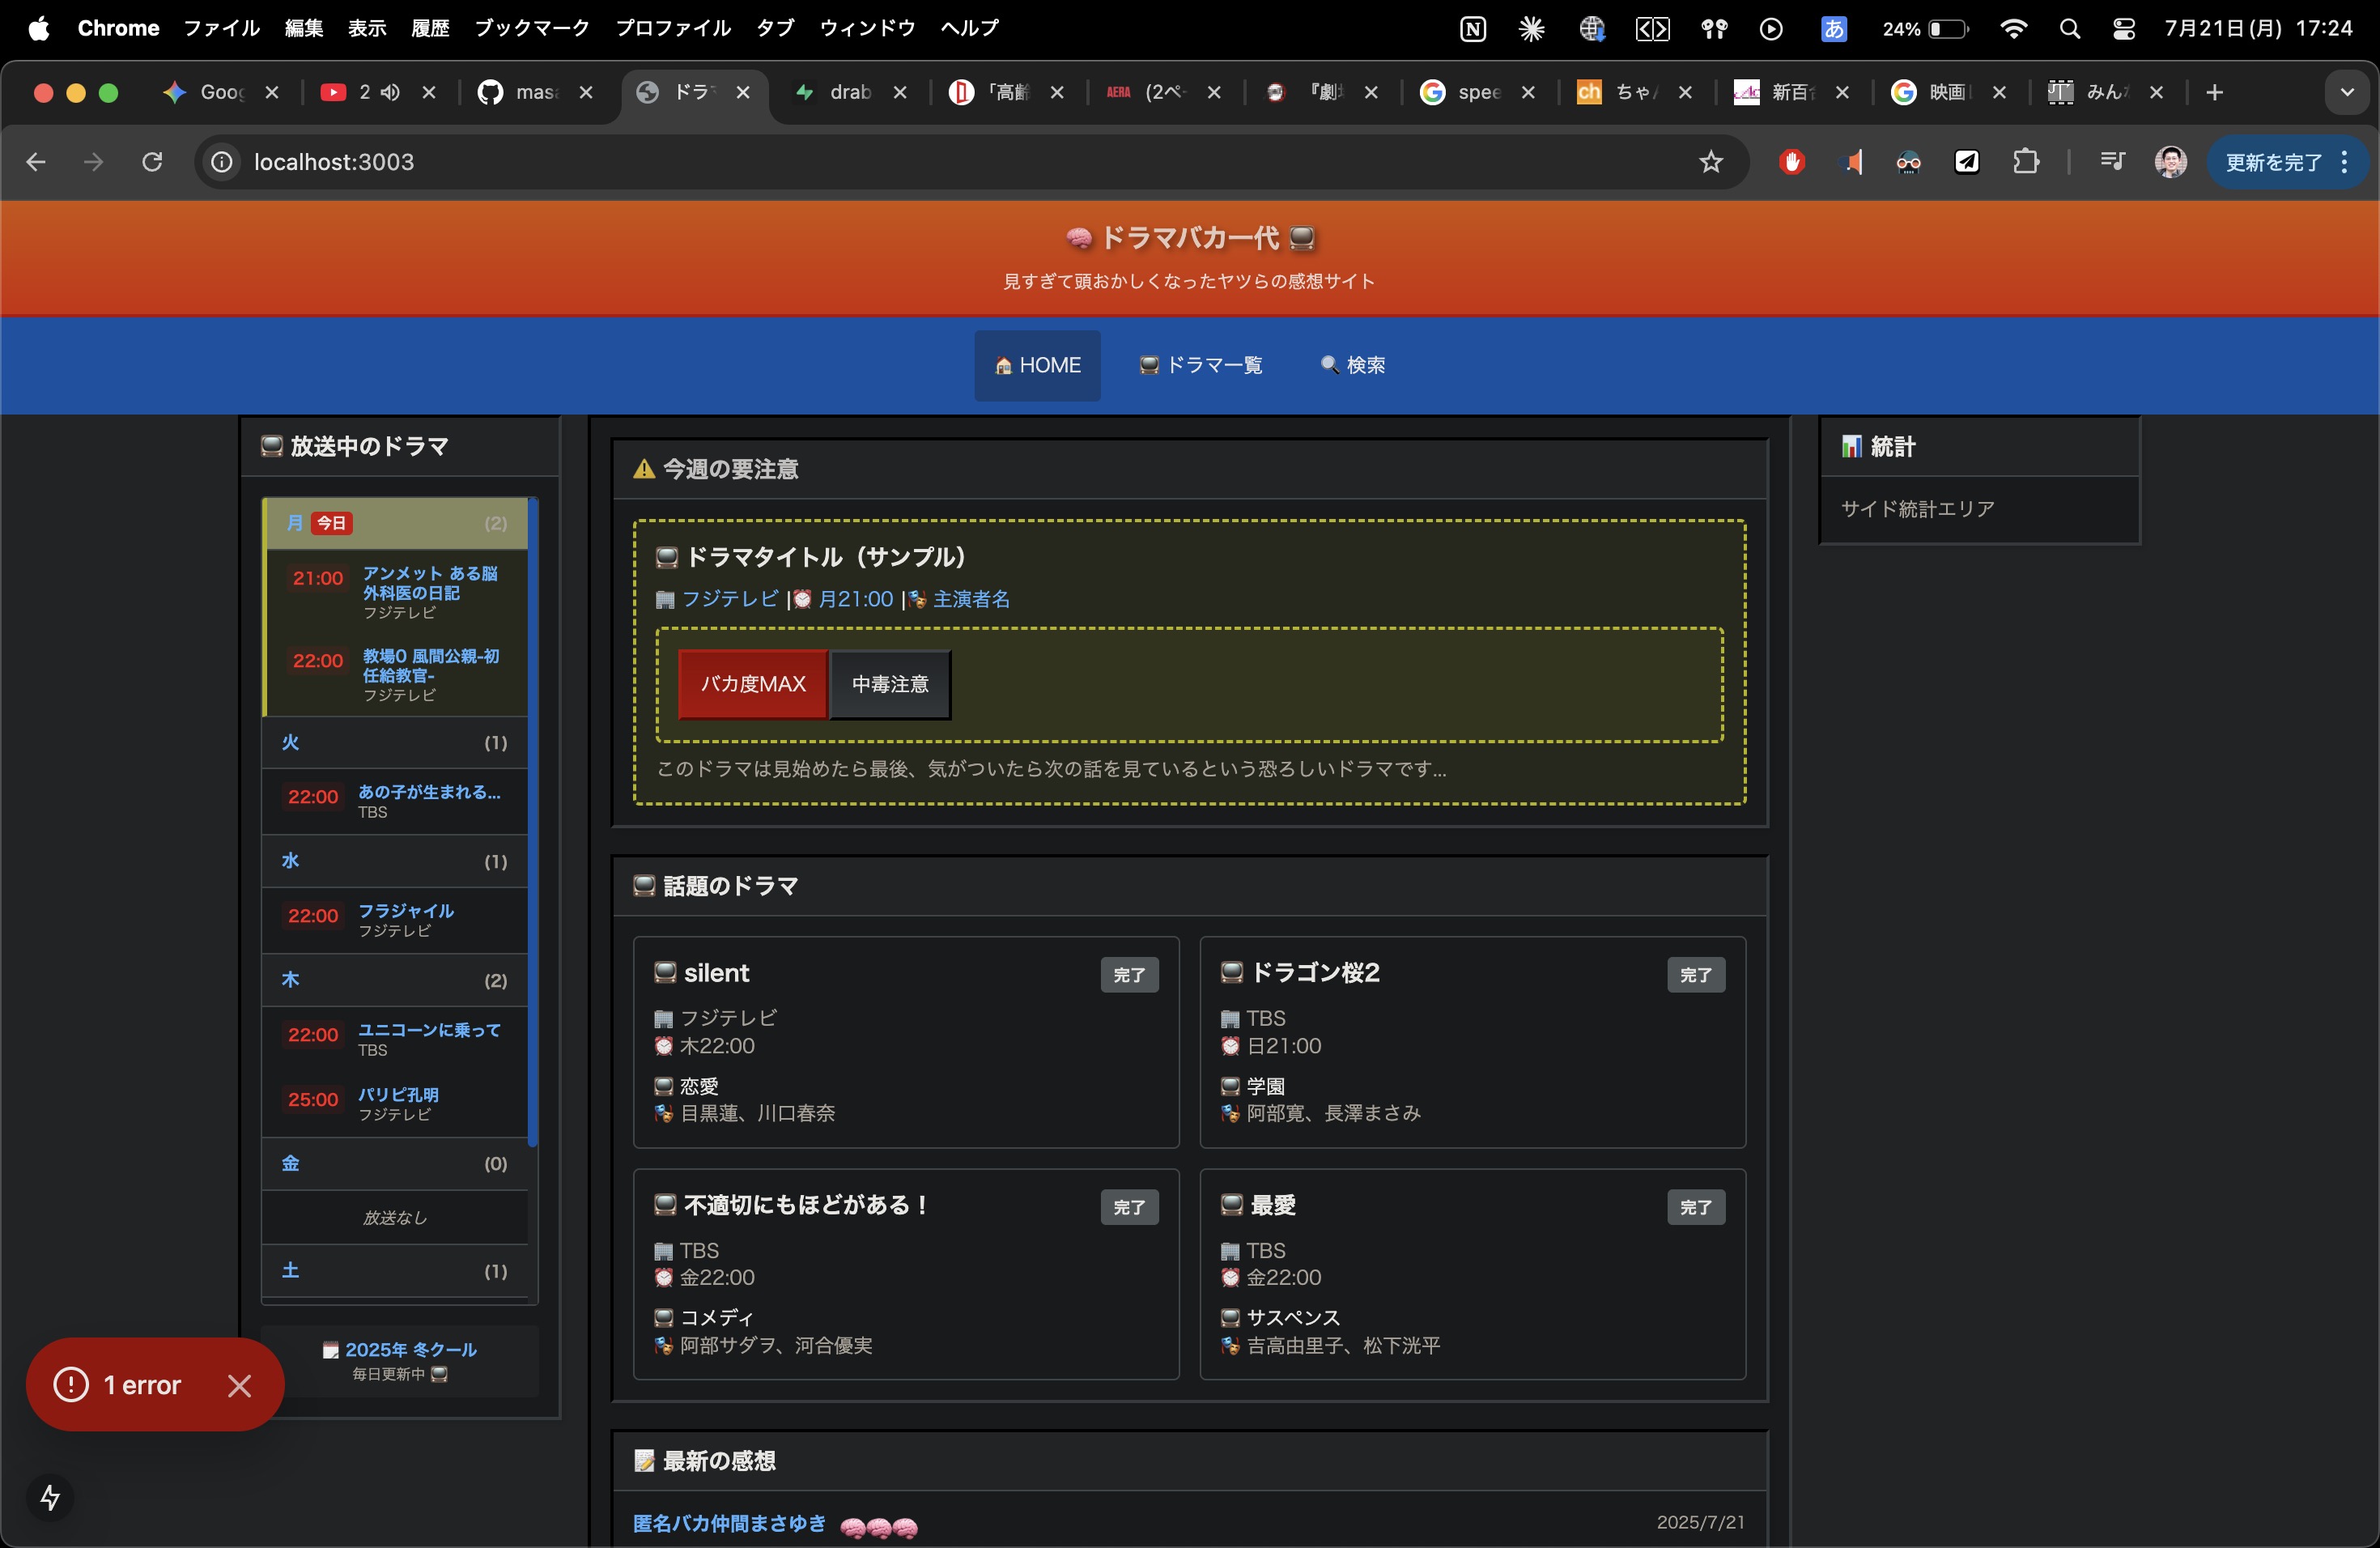 Chrome ファイル 編集 表示 履歴 ブックマーク プロファイル タブ ウィンドウ ヘルプ
あ 24% 7月21日(月) 17:24
Goog 2 mas ドラマ drab 「高齢 AERA (2ペ 『劇場 spee ch ちゃん 新百合 映画 みんな
localhost:3003
更新を完了
ドラマバカ一代
見すぎて頭おかしくなったヤツらの感想サイト
HOME ドラマ一覧 検索
放送中のドラマ
月 今日 (2)
21:00 アンメット ある脳
外科医の日記
フジテレビ
22:00 教場0 風間公親-初
任給教官-
フジテレビ
火 (1)
22:00 あの子が生まれる...
TBS
水 (1)
22:00 フラジャイル
フジテレビ
木 (2)
22:00 ユニコーンに乗って
TBS
25:00 パリピ孔明
フジテレビ
金 (0)
放送なし
土 (1)
2025年 冬クール
毎日更新中
1 error
今週の要注意
ドラマタイトル（サンプル）
フジテレビ | 月21:00 | 主演者名
バカ度MAX 中毒注意
このドラマは見始めたら最後、気がついたら次の話を見ているという恐ろしいドラマです...
話題のドラマ
silent 完了
フジテレビ
木22:00
恋愛
目黒蓮、川口春奈
ドラゴン桜2 完了
TBS
日21:00
学園
阿部寛、長澤まさみ
不適切にもほどがある！ 完了
TBS
金22:00
コメディ
阿部サダヲ、河合優実
最愛 完了
TBS
金22:00
サスペンス
吉高由里子、松下洸平
最新の感想
匿名バカ仲間まさゆき 2025/7/21
統計
サイド統計エリア